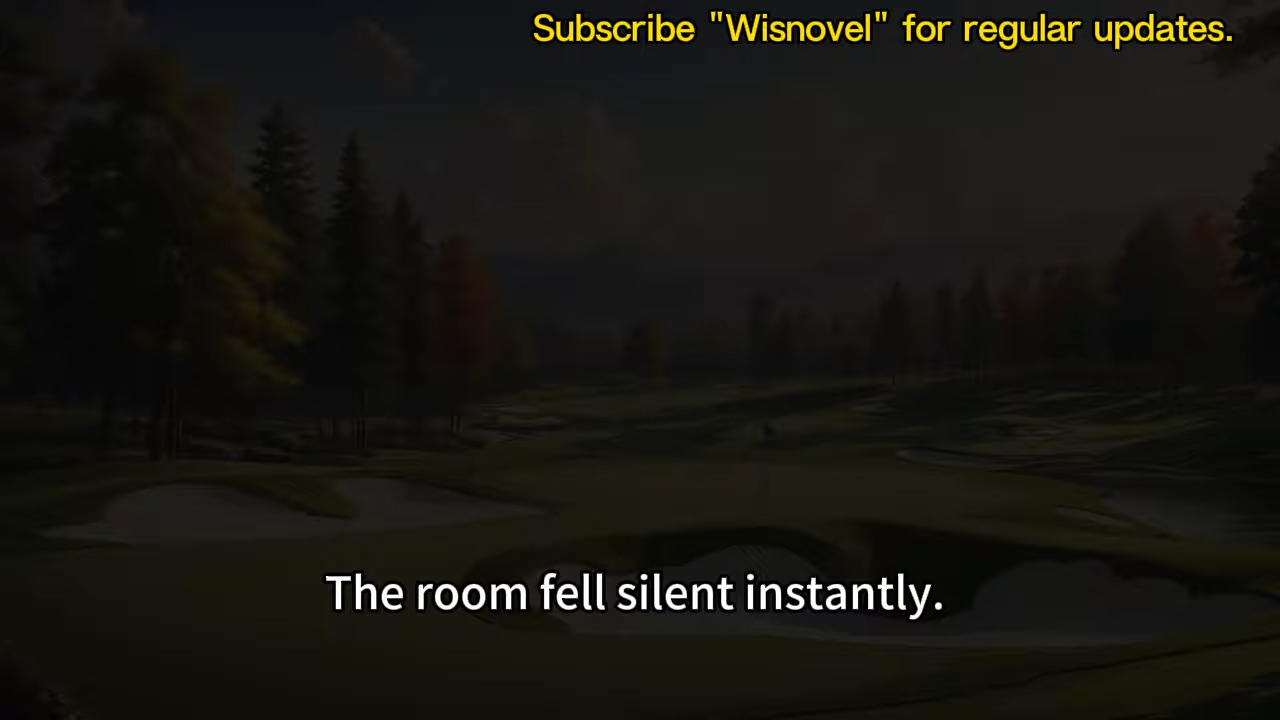 Subscribe "Wisnovel" for regular updates.
The room fell silent instantly.